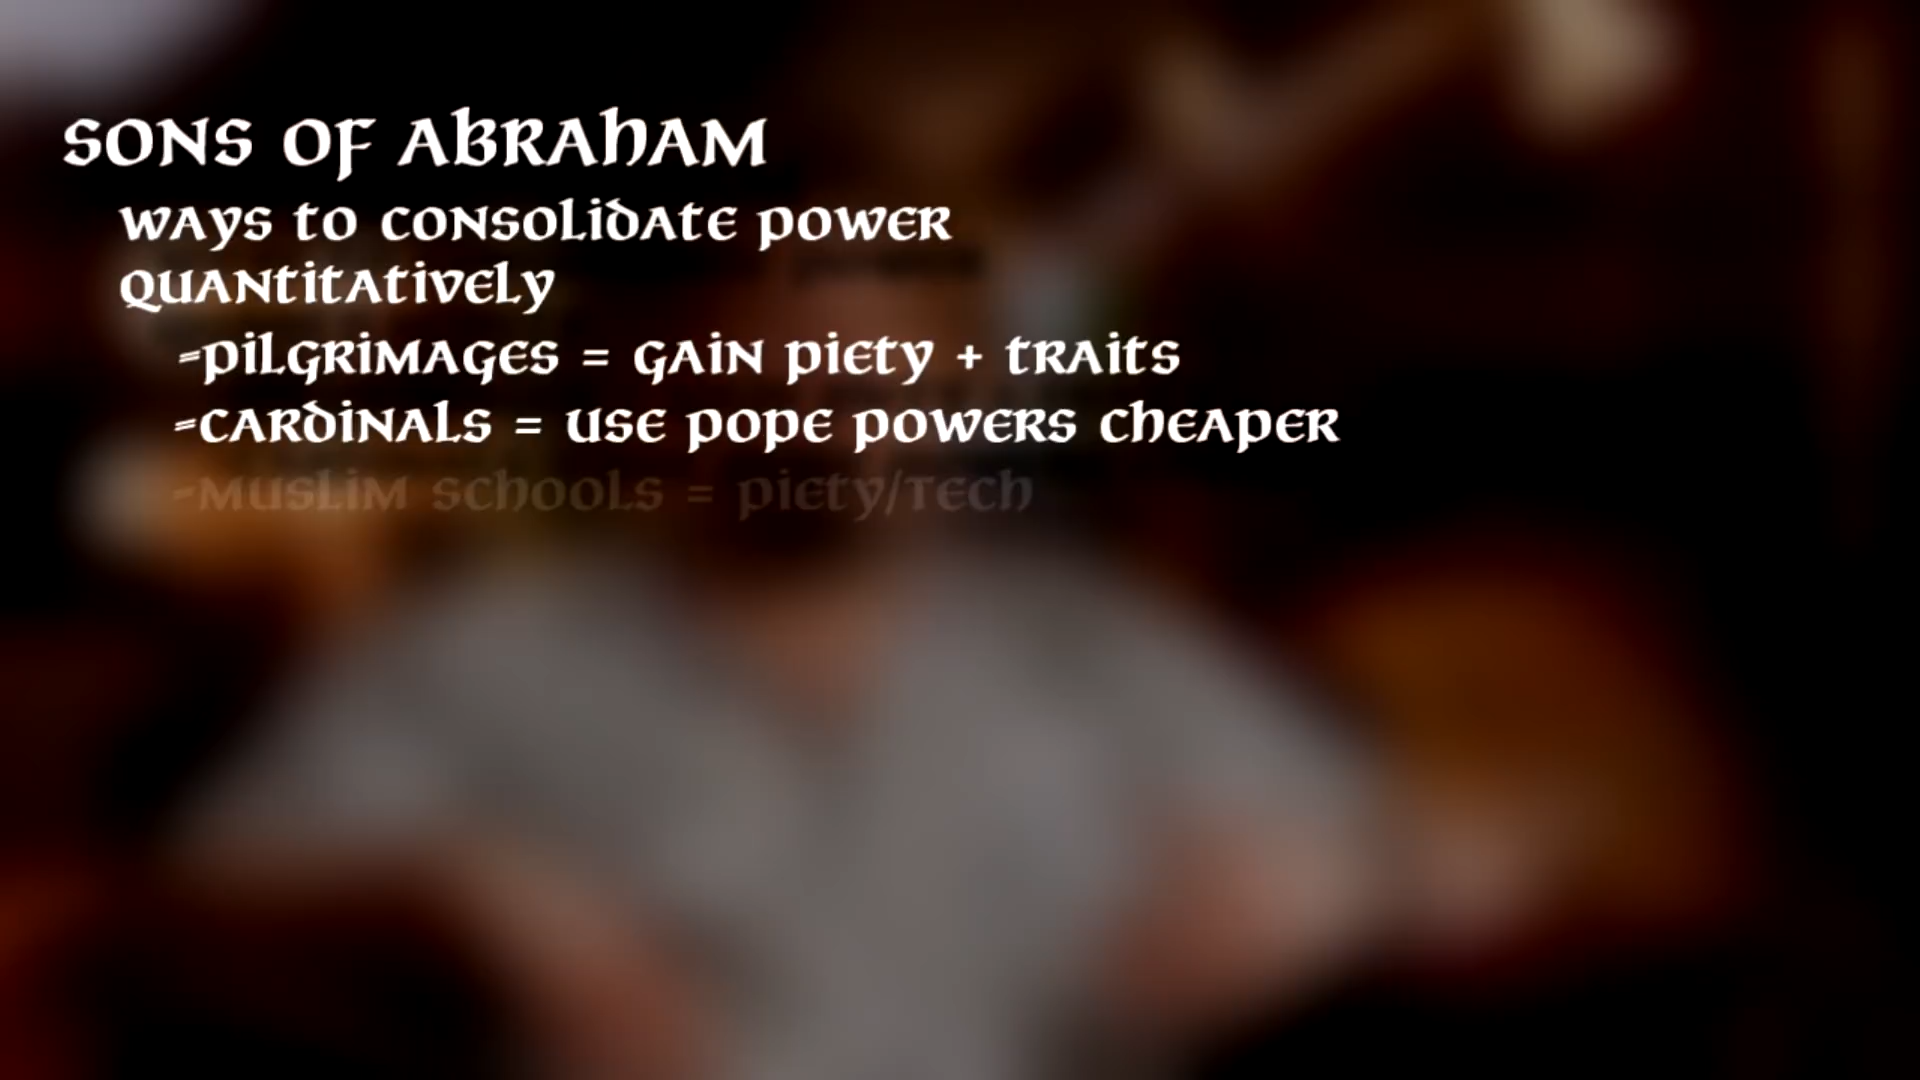 SONS OF ABRAHAM
WAYS TO CONSOLIDATE POWER
QUANTITATIVELY
-PILGRIMAGES = GAIN PIETY + TRAITS
-CARDINALS = USE POPE POWERS CHEAPER
-MUSLIM SCHOOLS = PIETY/TECH